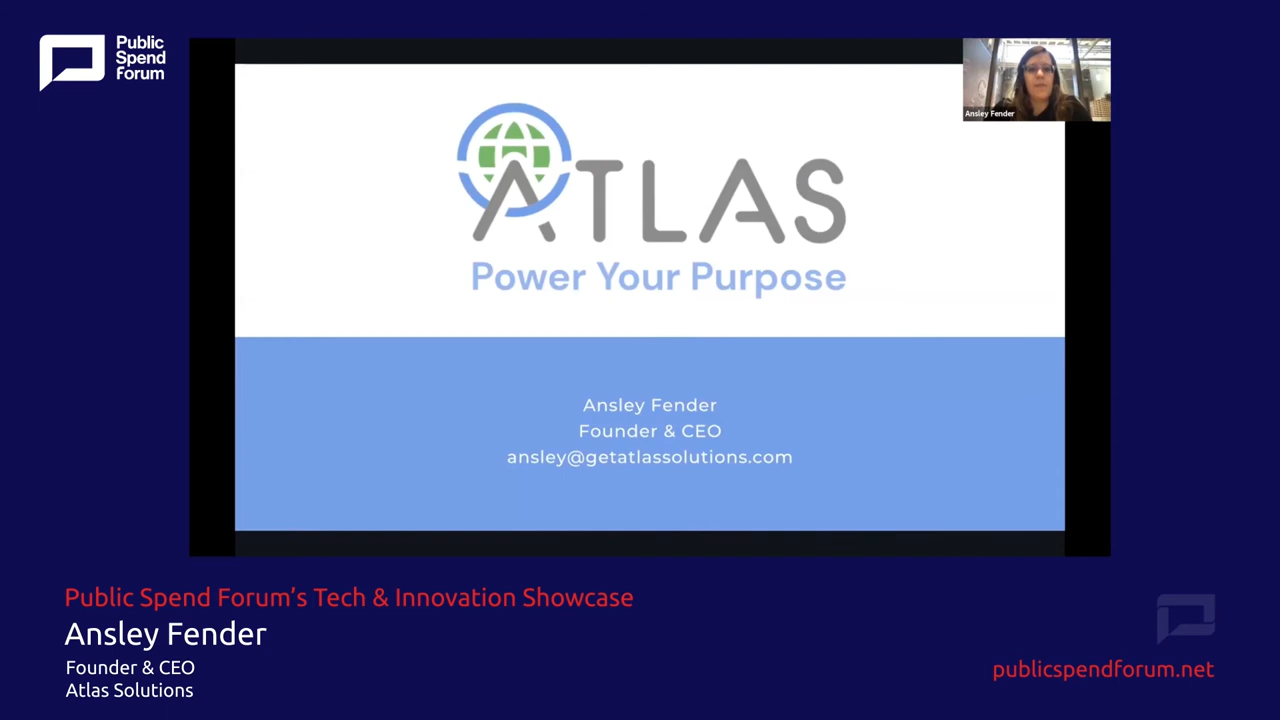 Public
Spend
Forum
Ansley Fender
ATLAS
Power Your Purpose
Ansley Fender
Founder & CEO
ansley@getatlassolutions.com
Public Spend Forum’s Tech & Innovation Showcase
Ansley Fender
Founder & CEO
Atlas Solutions
publicspendforum.net